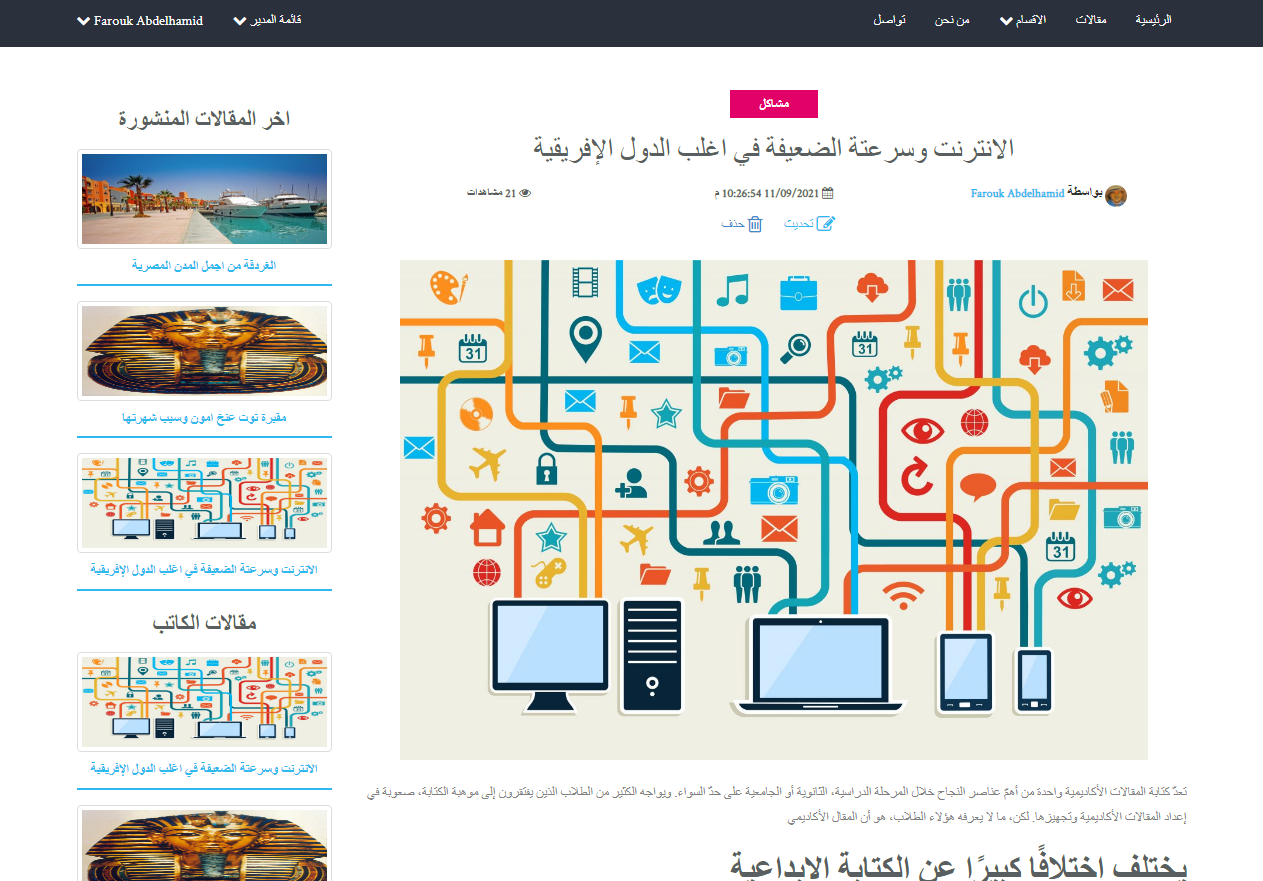 الرئيسية
مقالات
الاقسام
من نحن
تواصل
قائمة المدير
Farouk Abdelhamid
مشاكل
الانترنت وسرعتة الضعيفة في اغلب الدول الإفريقية
بواسطة Farouk Abdelhamid
11/09/2021 10:26:54 م
21 مشاهدات
تحديث
حذف
31
31
31
تعدّ كتابة المقالات الأكاديمية واحدة من أهمّ عناصر النجاح خلال المرحلة الدراسية، الثانوية أو الجامعية على حدّ السواء. ويواجه الكثير من الطلاب الذين يفتقرون إلى موهبة الكتابة، صعوبة في
إعداد المقالات الأكاديمية وتجهيزها. لكن، ما لا يعرفه هؤلاء الطلاب، هو أن المقال الأكاديمي
يختلف اختلافًا كبيرًا عن الكتابة الإبداعية
اخر المقالات المنشورة
الغردقة من اجمل المدن المصرية
مقبرة توت عنخ امون وسبب شهرتها
الانترنت وسرعتة الضعيفة في اغلب الدول الإفريقية
مقالات الكاتب
الانترنت وسرعتة الضعيفة في اغلب الدول الإفريقية